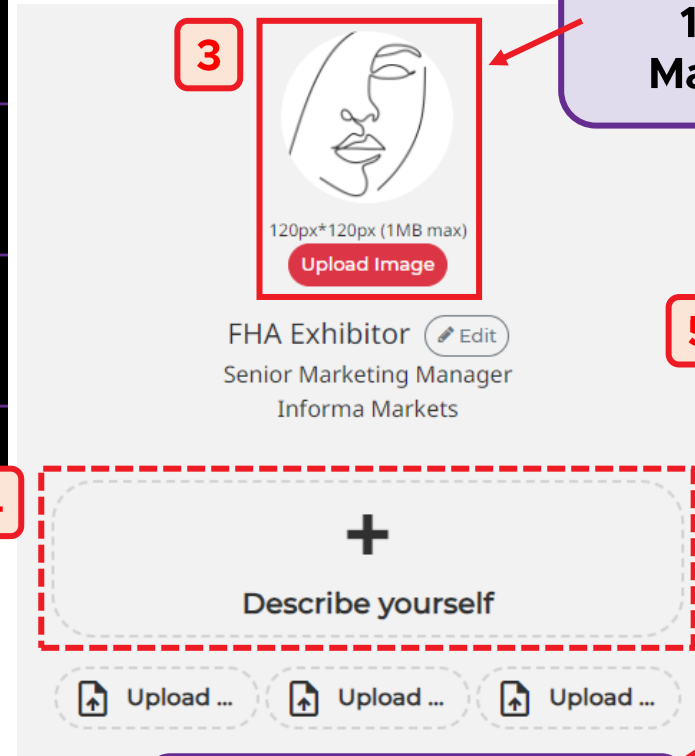 3
120px*120px (1MB max)
Upload Image
FHA Exhibitor Edit
Senior Marketing Manager
Informa Markets
+
Describe yourself
Upload ... Upload ... Upload ...